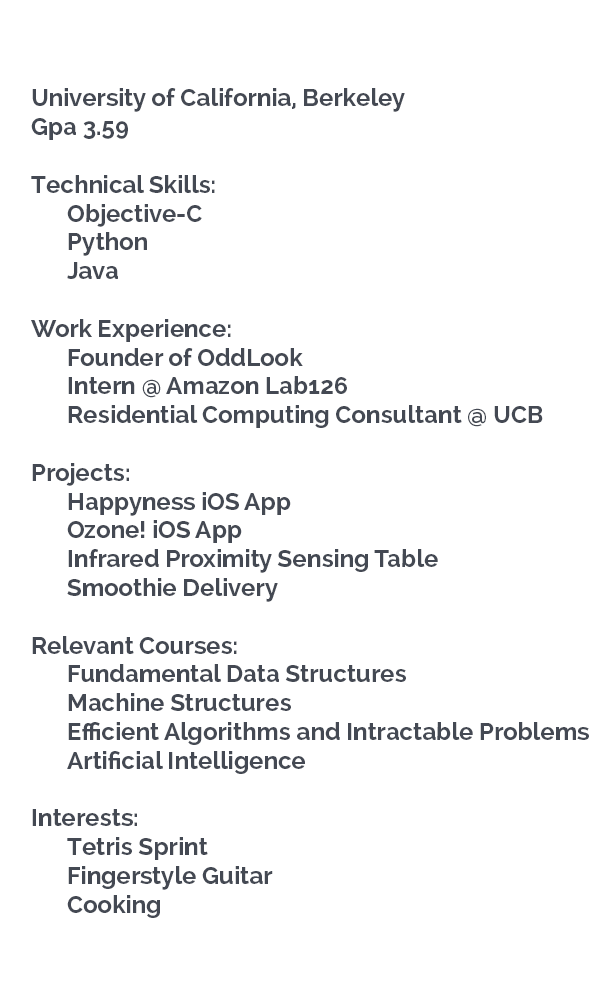 University of California, Berkeley
Gpa 3.59
Technical Skills:
Objective-C
Python
Java
Work Experience:
Founder of OddLook
Intern @ Amazon Lab126
Residential Computing Consultant @ UCB
Projects:
Happyness iOS App
Ozone! iOS App
Infrared Proximity Sensing Table
Smoothie Delivery
Relevant Courses:
Fundamental Data Structures
Machine Structures
Efficient Algorithms and Intractable Problems
Artificial Intelligence
Interests:
Tetris Sprint
Fingerstyle Guitar
Cooking